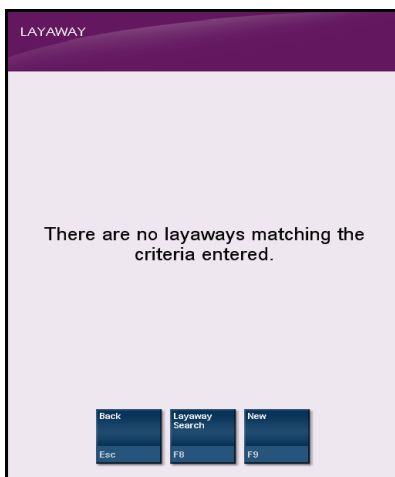 LAYAWAY
There are no layaways matching the
criteria entered.
Back
Esc
Layaway
Search
F8
New
F9